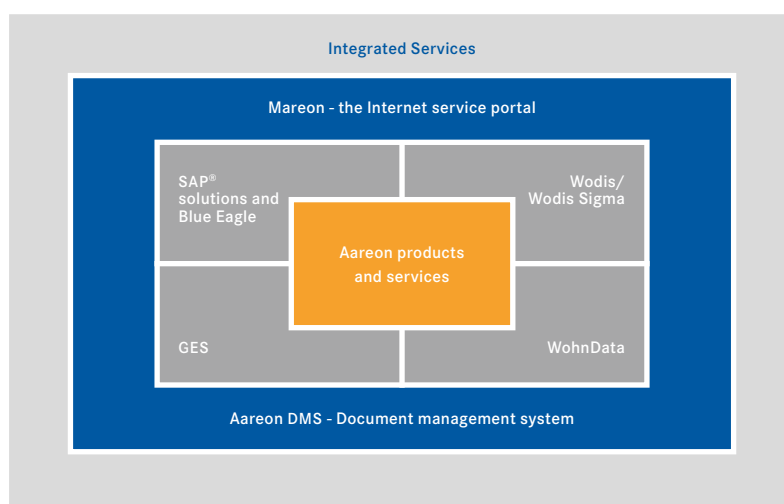 Integrated Services
Mareon - the Internet service portal
SAP®
solutions and
Blue Eagle
Wodis/
Wodis Sigma
Aareon products
and services
GES
WohnData
Aareon DMS - Document management system